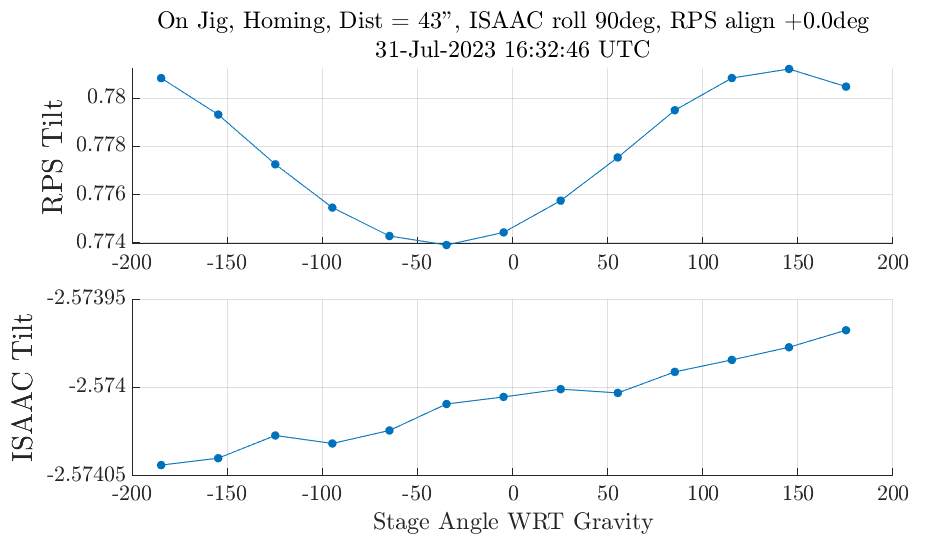 On Jig, Homing, Dist = 43", ISAAC roll 90deg, RPS align +0.0deg
31-Jul-2023 16:32:46 UTC
RPS Tilt
0.78
0.778
0.776
0.774
-200 -150 -100 -50 0 50 100 150 200
ISAAC Tilt
-2.57395
-2.574
-2.57405
-200 -150 -100 -50 0 50 100 150 200
Stage Angle WRT Gravity